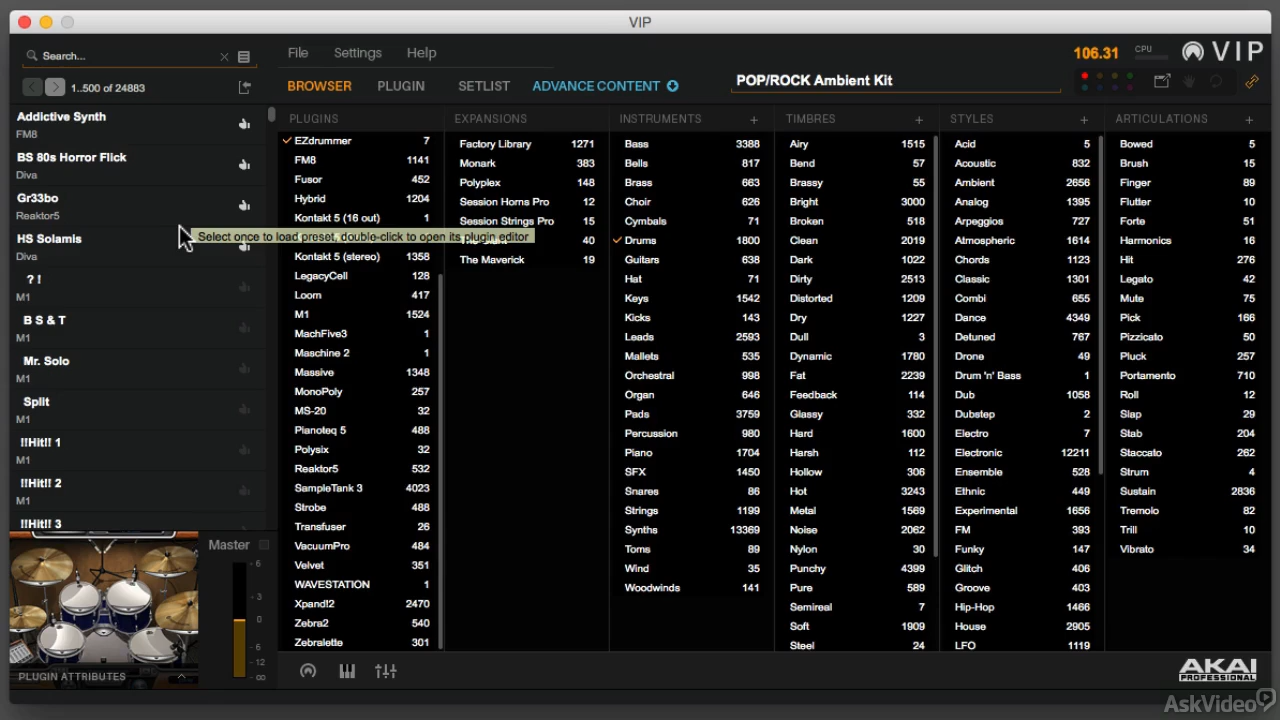 VIP
Search...
1..500 of 24883
File Settings Help
106.31 CPU VIP
BROWSER PLUGIN SETLIST ADVANCE CONTENT
POP/ROCK Ambient Kit
Addictive Synth
FM8
BS 80s Horror Flick
Diva
Gr33bo
Reaktor5
HS Solamis
Diva
? !
M1
B S & T
M1
Mr. Solo
M1
Split
M1
!!Hit!! 1
M1
!!Hit!! 2
M1
!!Hit!! 3
Select once to load preset, double-click to open its plugin editor
PLUGINS
EZdrummer 7
FM8 1141
Fusor 452
Hybrid 1204
Kontakt 5 (16 out) 1
Kontakt 5 (stereo) 1358
LegacyCell 128
Loom 417
M1 1524
MachFive3 1
Maschine 2 1
Massive 1348
MonoPoly 257
MS-20 32
Pianoteq 5 488
Polysix 32
Reaktor5 532
SampleTank 3 4023
Strobe 488
Transfuser 26
VacuumPro 484
Velvet 351
WAVESTATION 1
Xpand!2 2470
Zebra2 540
Zebralette 301
EXPANSIONS
Factory Library 1271
Monark 383
Polyplex 148
Session Horns Pro 12
Session Strings Pro 15
40
The Maverick 19
INSTRUMENTS +
Bass 3388
Bells 817
Brass 663
Choir 626
Cymbals 71
Drums 1800
Guitars 638
Hat 71
Keys 1542
Kicks 143
Leads 2593
Mallets 535
Orchestral 998
Organ 646
Pads 3759
Percussion 980
Piano 1704
SFX 1450
Snares 86
Strings 1199
Synths 13369
Toms 89
Wind 35
Woodwinds 141
TIMBRES +
Airy 1515
Bend 57
Brassy 55
Bright 3000
Broken 518
Clean 2019
Dark 1022
Dirty 2513
Distorted 1209
Dry 1227
Dull 3
Dynamic 1780
Fat 2239
Feedback 114
Glassy 332
Hard 1600
Harsh 112
Hollow 306
Hot 3243
Metal 1569
Noise 2062
Nylon 30
Punchy 4399
Pure 589
Semireal 7
Soft 1909
Steel 24
STYLES +
Acid 5
Acoustic 832
Ambient 2656
Analog 1395
Arpeggios 727
Atmospheric 1614
Chords 1123
Classic 1301
Combi 655
Dance 4349
Detuned 767
Drone 49
Drum 'n' Bass 1
Dub 1058
Dubstep 2
Electro 7
Electronic 12211
Ensemble 528
Ethnic 449
Experimental 1656
FM 393
Funky 147
Glitch 406
Groove 403
Hip-Hop 1466
House 2905
LFO 1119
ARTICULATIONS +
Bowed 5
Brush 15
Finger 89
Flutter 10
Forte 51
Harmonics 16
Hit 276
Legato 42
Mute 75
Pick 166
Pizzicato 50
Pluck 257
Portamento 710
Roll 12
Slap 29
Stab 204
Staccato 262
Strum 4
Sustain 2836
Tremolo 82
Trill 10
Vibrato 34
Master
6
3
0
6
12
∞
PLUGIN ATTRIBUTES
AKAI
PROFESSIONAL
AskVideo